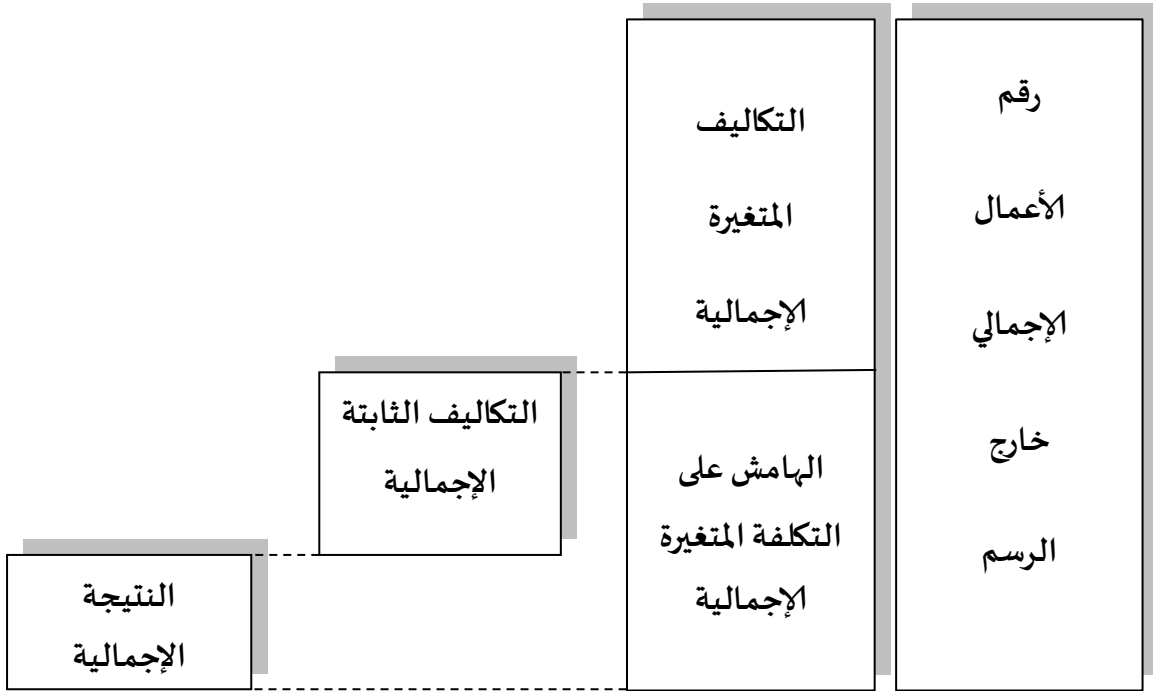 رقم
الأعمال
الإجمالي
خارج
الرسم
التكاليف
المتغيرة
الإجمالية
الهامش على
التكلفة المتغيرة
الإجمالية
التكاليف الثابتة
الإجمالية
النتيجة
الإجمالية